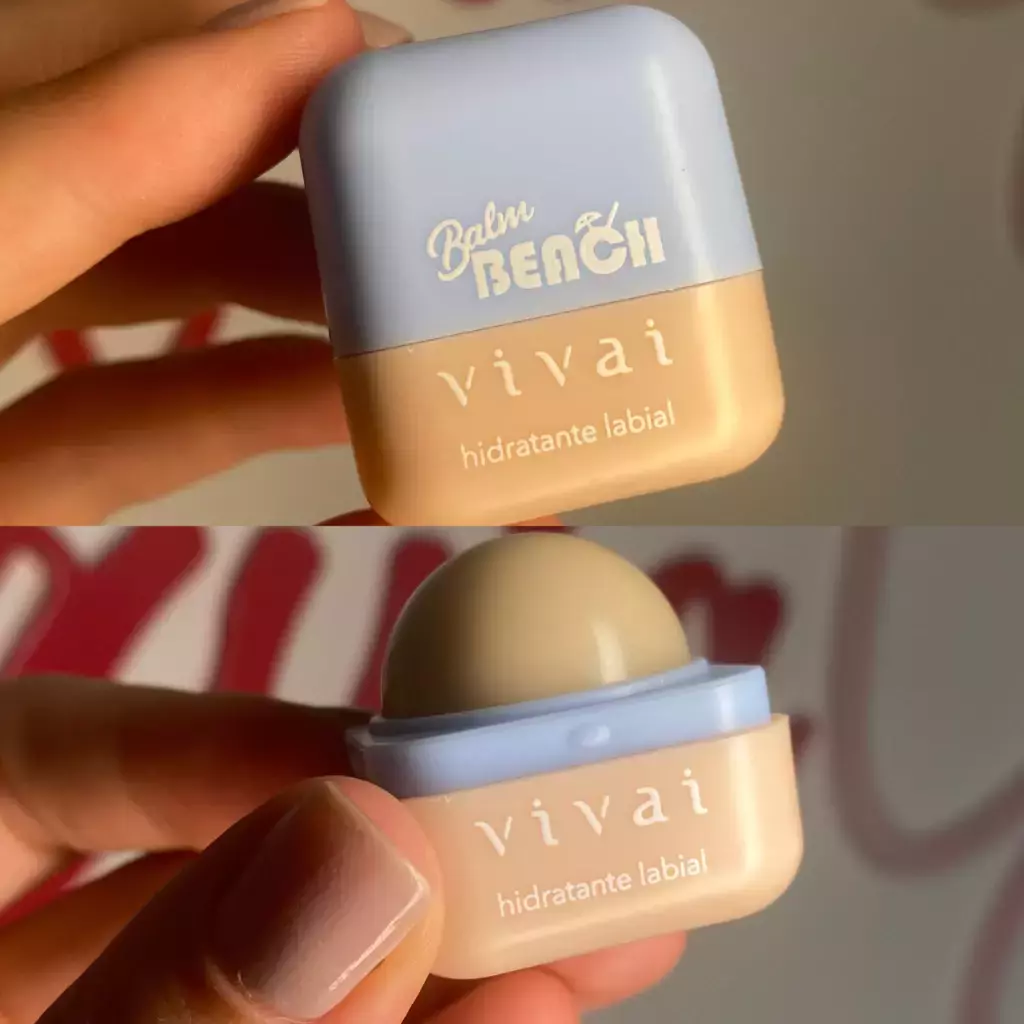 Balm
BEACH
vivai
hidratante labial
vivai
hidratante labial